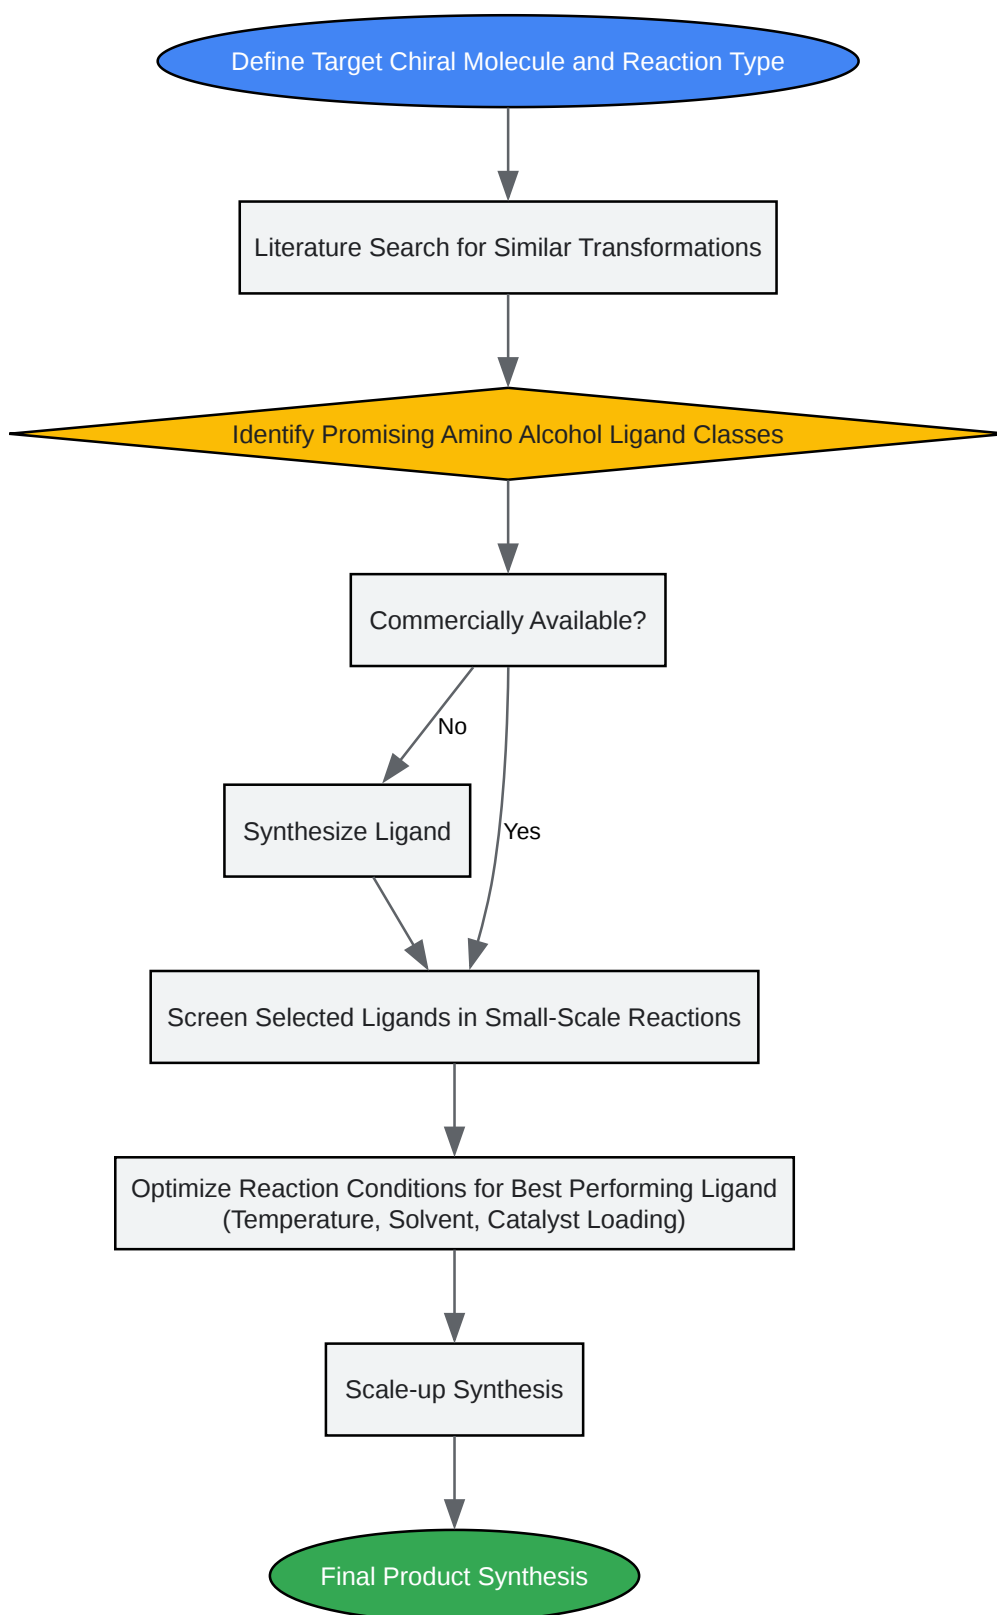 Define Target Chiral Molecule and Reaction Type
Literature Search for Similar Transformations
Identify Promising Amino Alcohol Ligand Classes
Commercially Available?
No
Synthesize Ligand
Yes
Screen Selected Ligands in Small-Scale Reactions
Optimize Reaction Conditions for Best Performing Ligand
(Temperature, Solvent, Catalyst Loading)
Scale-up Synthesis
Final Product Synthesis